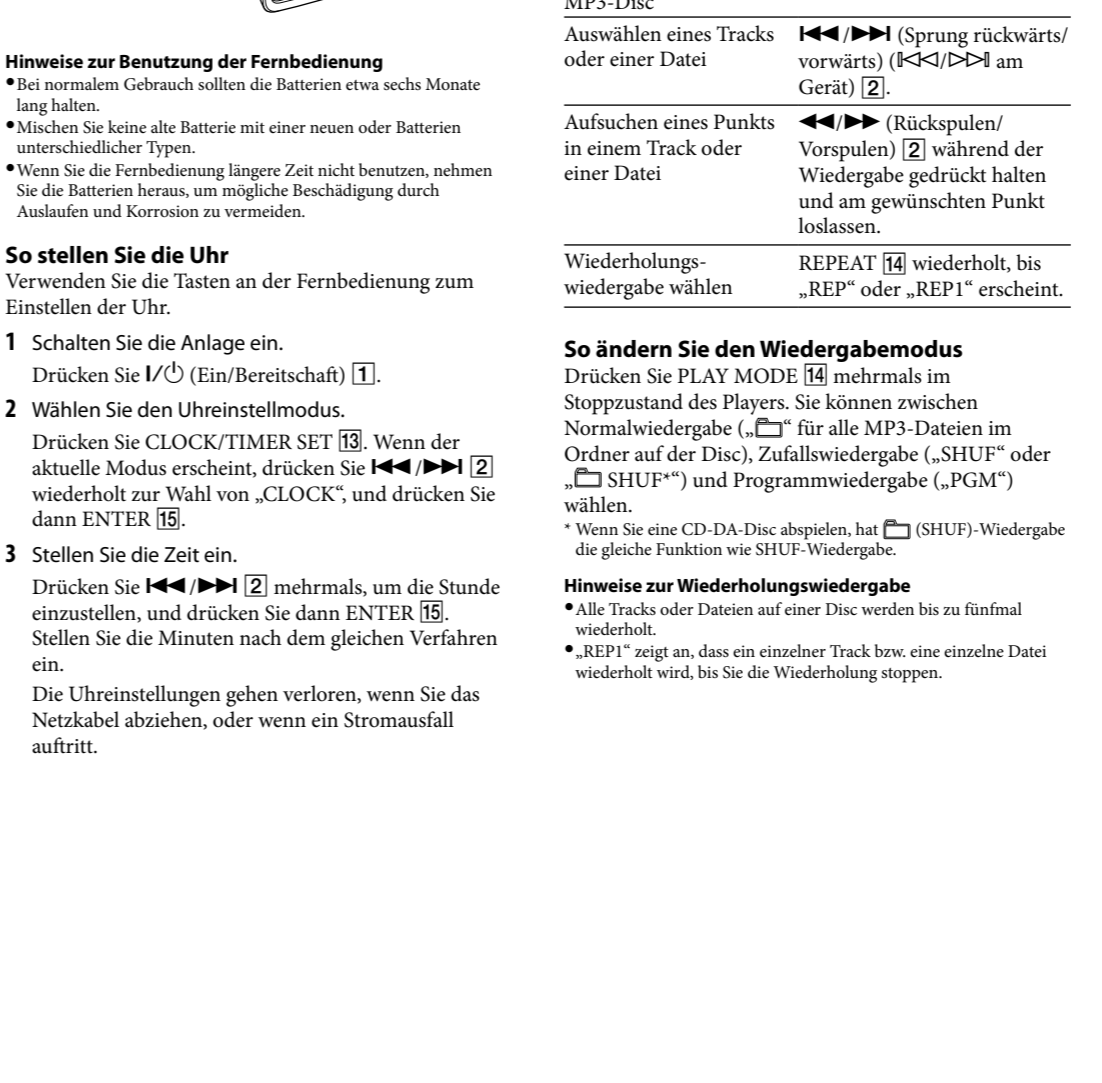 Hinweise zur Benutzung der Fernbedienung
•Bei normalem Gebrauch sollten die Batterien etwa sechs Monate
lang halten.
•Mischen Sie keine alte Batterie mit einer neuen oder Batterien
unterschiedlicher Typen.
•Wenn Sie die Fernbedienung längere Zeit nicht benutzen, nehmen
Sie die Batterien heraus, um mögliche Beschädigung durch
Auslaufen und Korrosion zu vermeiden.
So stellen Sie die Uhr
Verwenden Sie die Tasten an der Fernbedienung zum
Einstellen der Uhr.
1 Schalten Sie die Anlage ein.
Drücken Sie I/⏻ (Ein/Bereitschaft) 1.
2 Wählen Sie den Uhreinstellmodus.
Drücken Sie CLOCK/TIMER SET 13. Wenn der
aktuelle Modus erscheint, drücken Sie ⏮/⏭ 2
wiederholt zur Wahl von „CLOCK“, und drücken Sie
dann ENTER 15.
3 Stellen Sie die Zeit ein.
Drücken Sie ⏮/⏭ 2 mehrmals, um die Stunde
einzustellen, und drücken Sie dann ENTER 15.
Stellen Sie die Minuten nach dem gleichen Verfahren
ein.
Die Uhreinstellungen gehen verloren, wenn Sie das
Netzkabel abziehen, oder wenn ein Stromausfall
auftritt.
MP3-Disc
Auswählen eines Tracks
oder einer Datei
⏮/⏭ (Sprung rückwärts/
vorwärts) (⏮/⏭ am
Gerät) 2.
Aufsuchen eines Punkts
in einem Track oder
einer Datei
◀◀/▶▶ (Rückspulen/
Vorspulen) 2 während der
Wiedergabe gedrückt halten
und am gewünschten Punkt
loslassen.
Wiederholungs-
wiedergabe wählen
REPEAT 14 wiederholt, bis
„REP“ oder „REP1“ erscheint.
So ändern Sie den Wiedergabemodus
Drücken Sie PLAY MODE 14 mehrmals im
Stoppzustand des Players. Sie können zwischen
Normalwiedergabe („🗀“ für alle MP3-Dateien im
Ordner auf der Disc), Zufallswiedergabe („SHUF“ oder
„🗀 SHUF*“) und Programmwiedergabe („PGM“)
wählen.
* Wenn Sie eine CD-DA-Disc abspielen, hat 🗀 (SHUF)-Wiedergabe
die gleiche Funktion wie SHUF-Wiedergabe.
Hinweise zur Wiederholungswiedergabe
•Alle Tracks oder Dateien auf einer Disc werden bis zu fünfmal
wiederholt.
•„REP1“ zeigt an, dass ein einzelner Track bzw. eine einzelne Datei
wiederholt wird, bis Sie die Wiederholung stoppen.